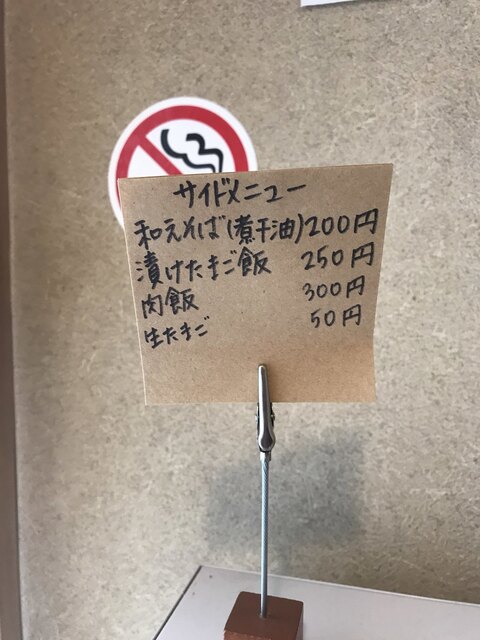 サイドメニュー
和えそば(煮干油)200円
漬けたまご飯 250円
肉飯 300円
生たまご 50円